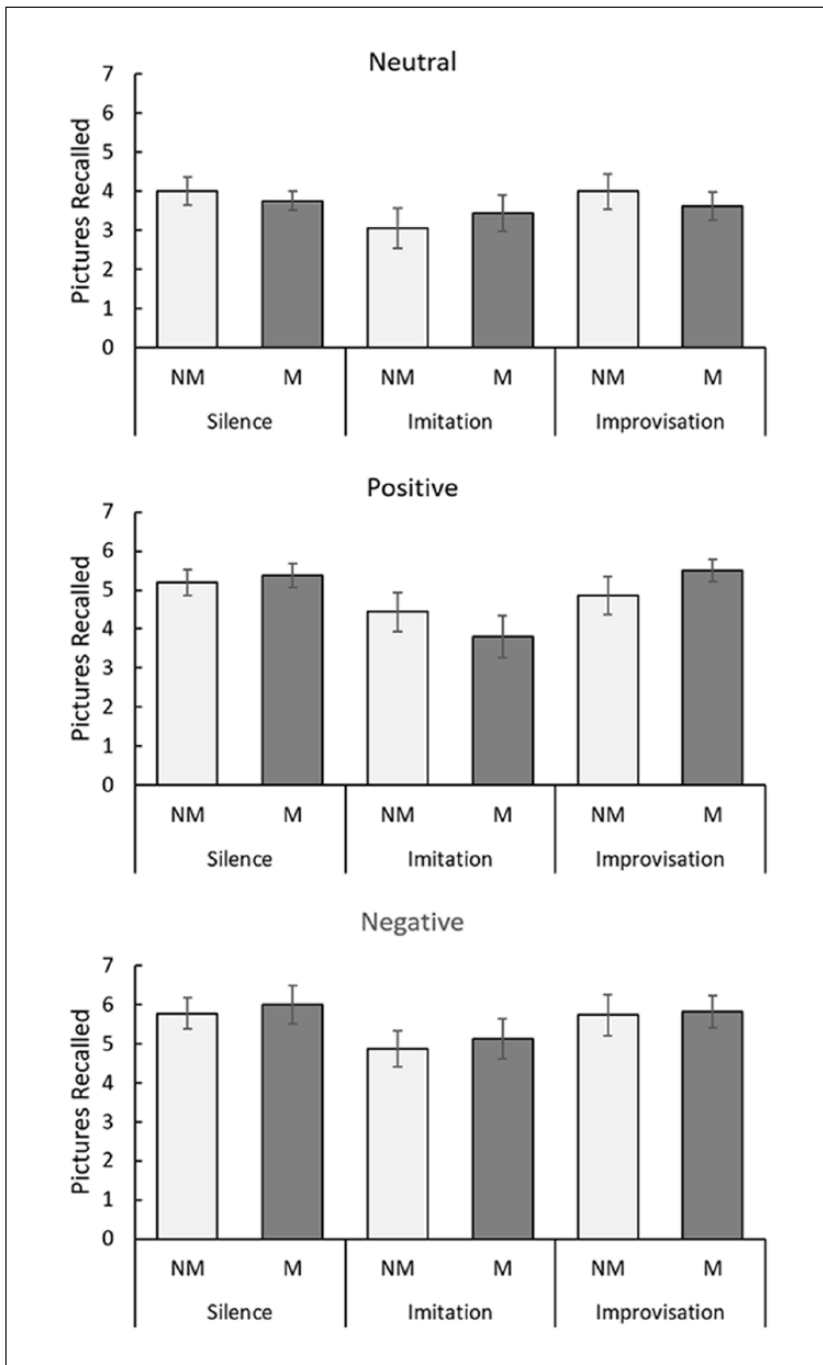 Neutral
Pictures Recalled
7
6
5
4
3
2
1
0
NM M NM M NM M
Silence Imitation Improvisation
Positive
Pictures Recalled
7
6
5
4
3
2
1
0
NM M NM M NM M
Silence Imitation Improvisation
Negative
Pictures Recalled
7
6
5
4
3
2
1
0
NM M NM M NM M
Silence Imitation Improvisation